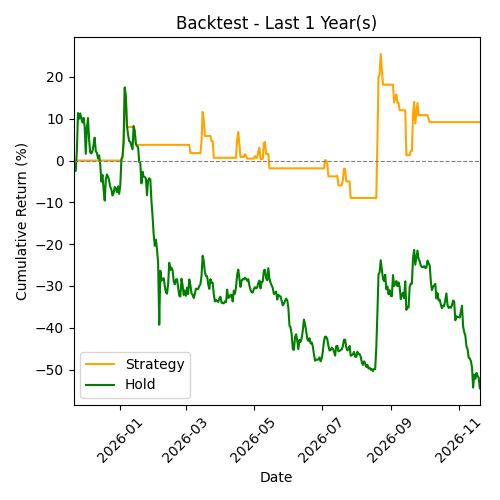 Backtest - Last 1 Year(s)
Cumulative Return (%)
20
10
0
−10
−20
−30
−40
−50
Strategy
Hold
2026-01
2026-03
2026-05
2026-07
2026-09
2026-11
Date